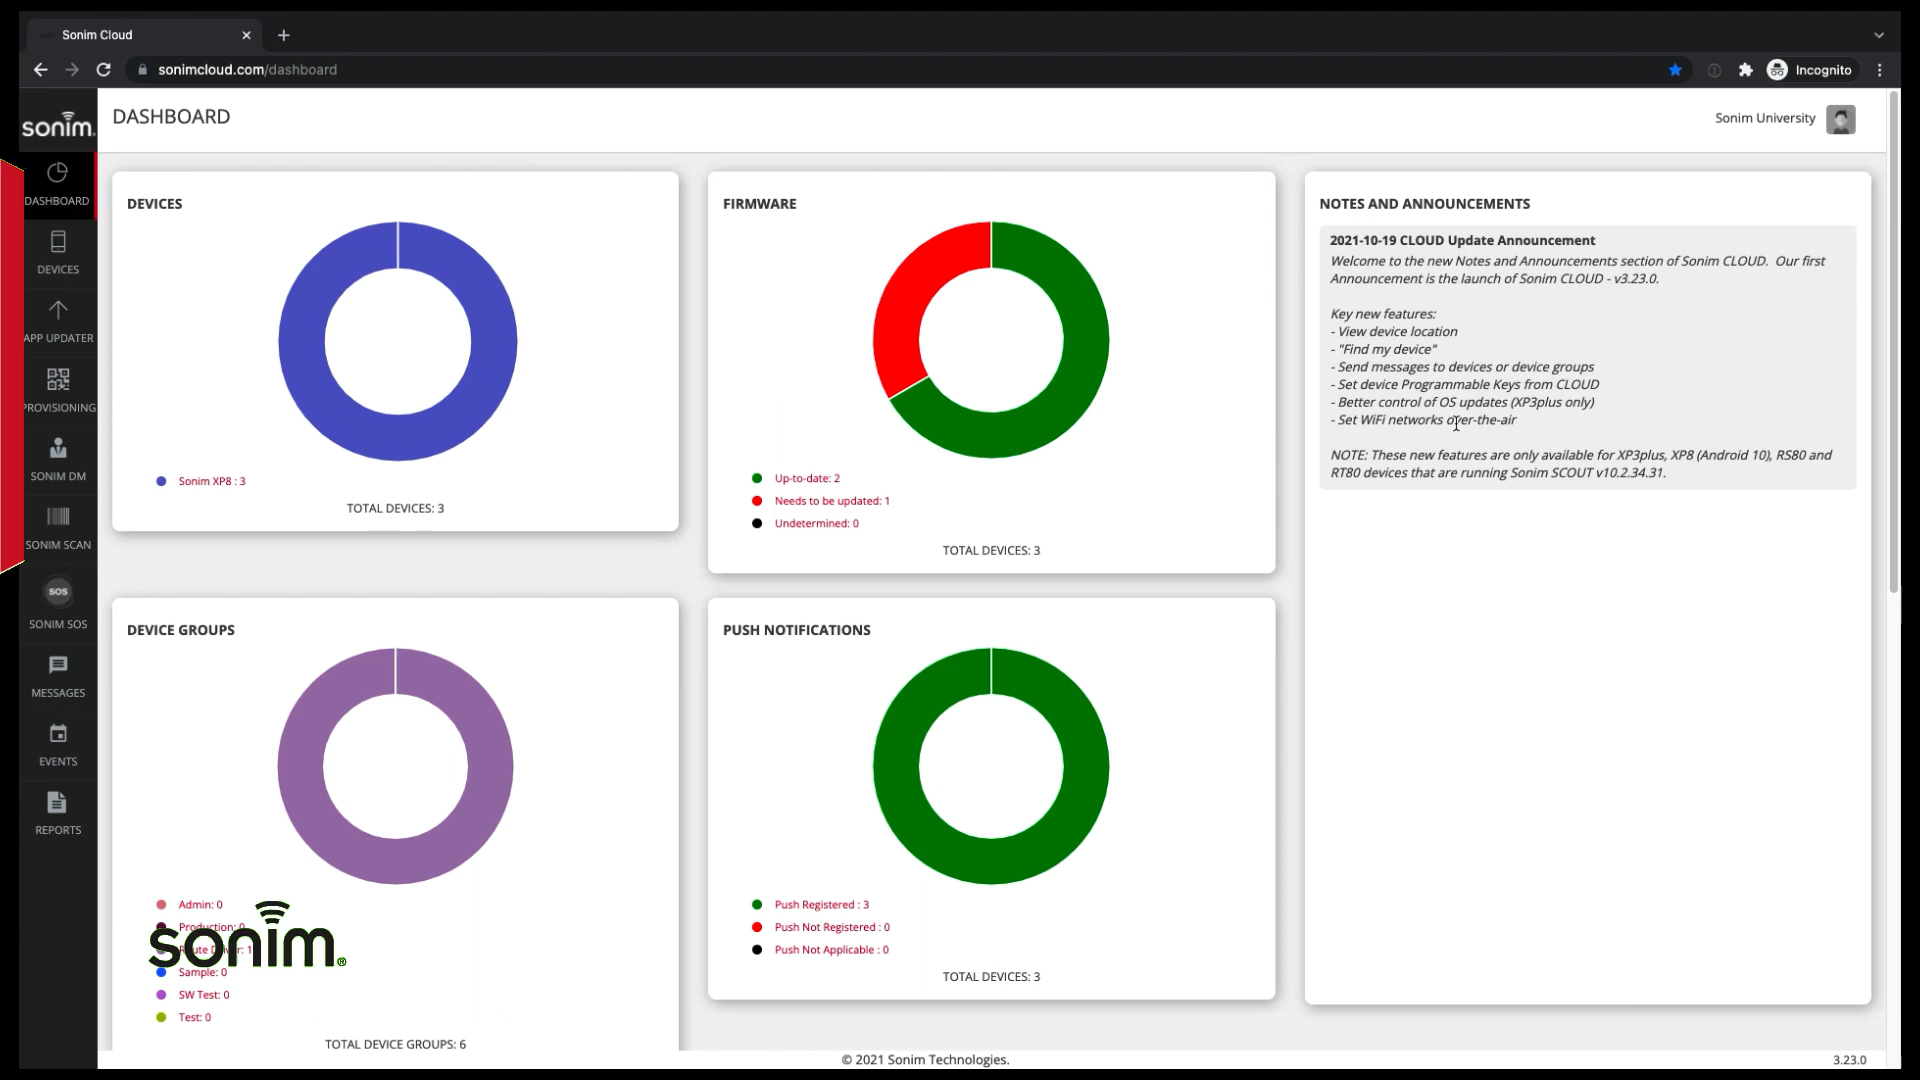 Sonim Cloud
sonimcloud.com/dashboard
Incognito
sonim
DASHBOARD
Sonim University
DASHBOARD
DEVICES
APP UPDATER
PROVISIONING
SONIM DM
SONIM SCAN
SOS
SONIM SOS
MESSAGES
EVENTS
REPORTS
DEVICES
Sonim XP8 : 3
TOTAL DEVICES: 3
FIRMWARE
Up-to-date: 2
Needs to be updated: 1
Undetermined: 0
TOTAL DEVICES: 3
NOTES AND ANNOUNCEMENTS
2021-10-19 CLOUD Update Announcement
Welcome to the new Notes and Announcements section of Sonim CLOUD. Our first
Announcement is the launch of Sonim CLOUD - v3.23.0.
Key new features:
- View device location
- "Find my device"
- Send messages to devices or device groups
- Set device Programmable Keys from CLOUD
- Better control of OS updates (XP3plus only)
- Set WiFi networks over-the-air
NOTE: These new features are only available for XP3plus, XP8 (Android 10), RS80 and
RT80 devices that are running Sonim SCOUT v10.2.34.31.
DEVICE GROUPS
Admin: 0
Production: 0
: 1
Sample: 0
SW Test: 0
Test: 0
TOTAL DEVICE GROUPS: 6
sonim®
PUSH NOTIFICATIONS
Push Registered : 3
Push Not Registered : 0
Push Not Applicable : 0
TOTAL DEVICES: 3
© 2021 Sonim Technologies.
3.23.0